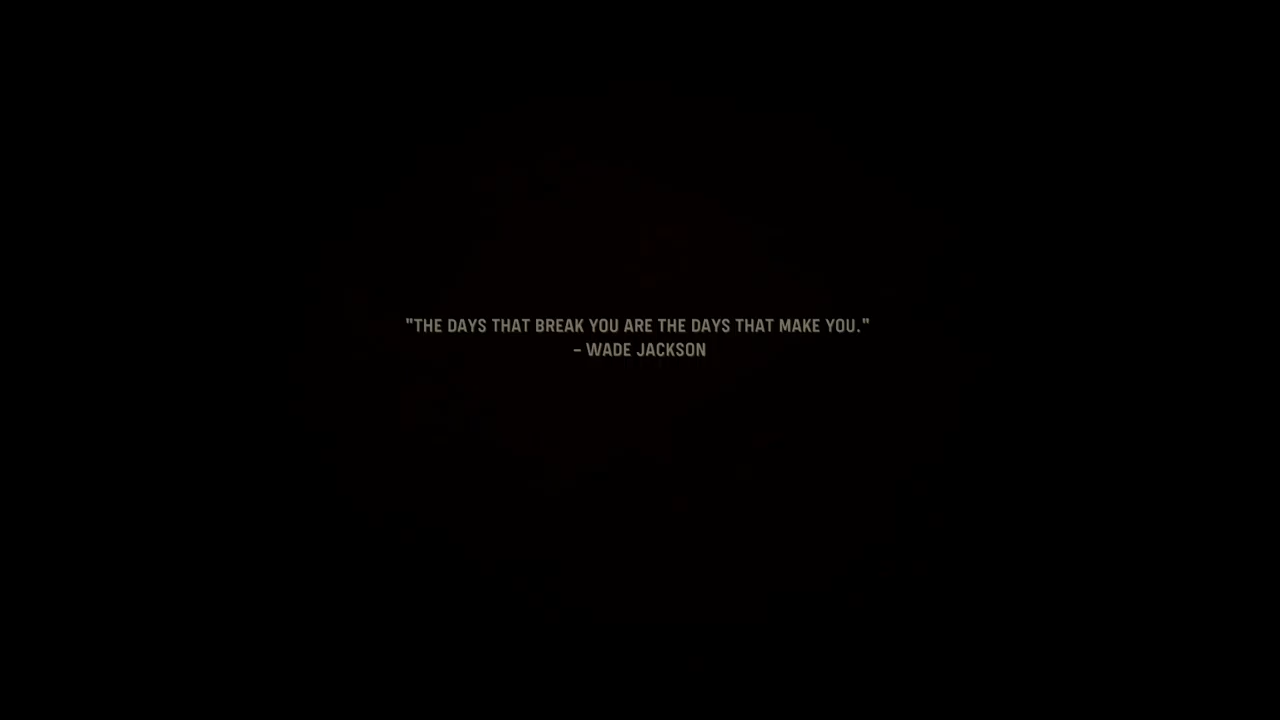 "THE DAYS THAT BREAK YOU ARE THE DAYS THAT MAKE YOU."
– WADE JACKSON